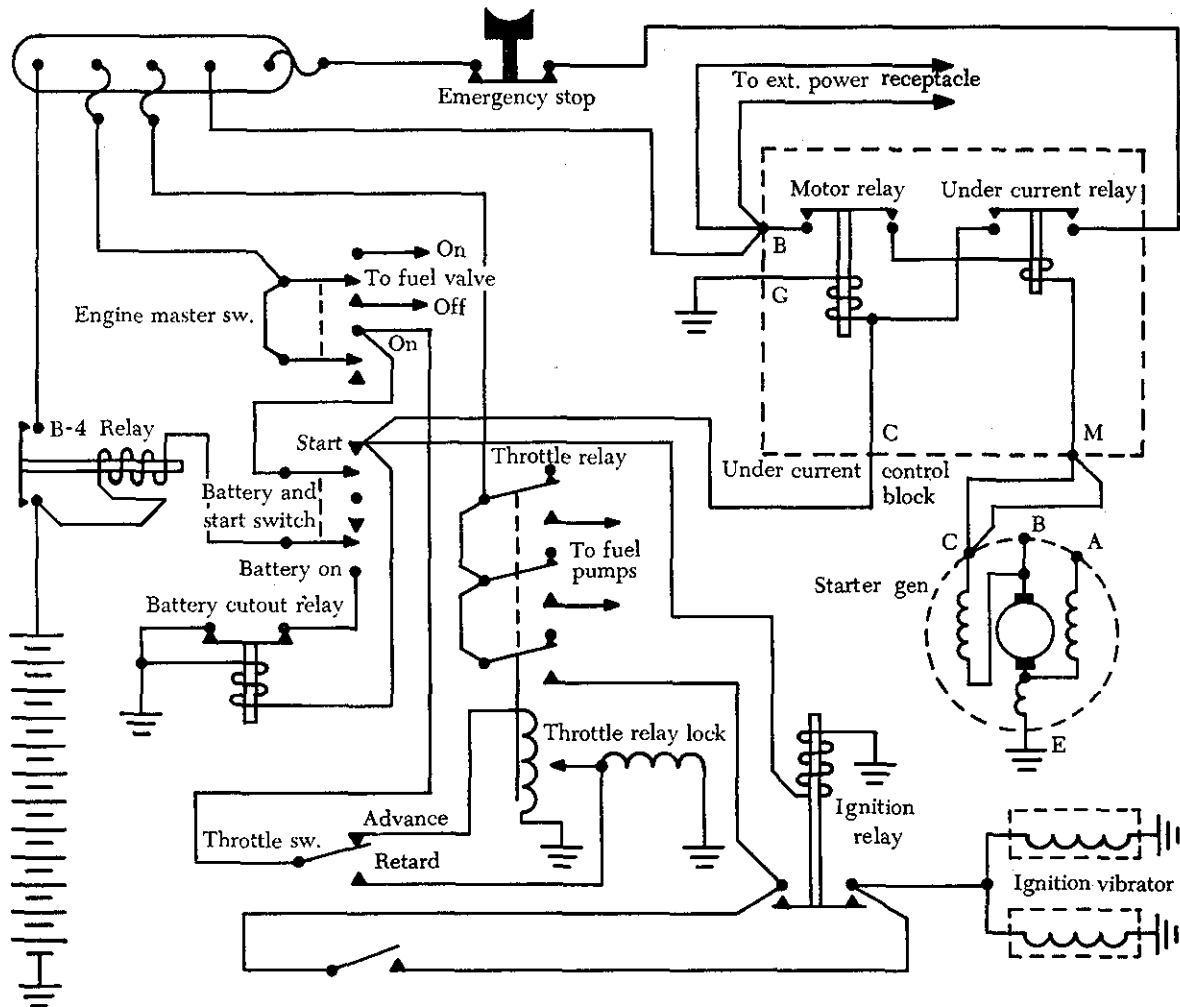 Emergency stop
To ext. power receptacle
Motor relay
Under current relay
B
G
On
To fuel valve
Off
Engine master sw.
On
B-4 Relay
Start
Throttle relay
C
M
Under current
control
block
Battery and
start switch
To fuel
pumps
Battery on
Battery cutout relay
C
B
A
Starter gen
E
Throttle relay lock
Ignition
relay
Advance
Throttle sw.
Retard
Ignition vibrator